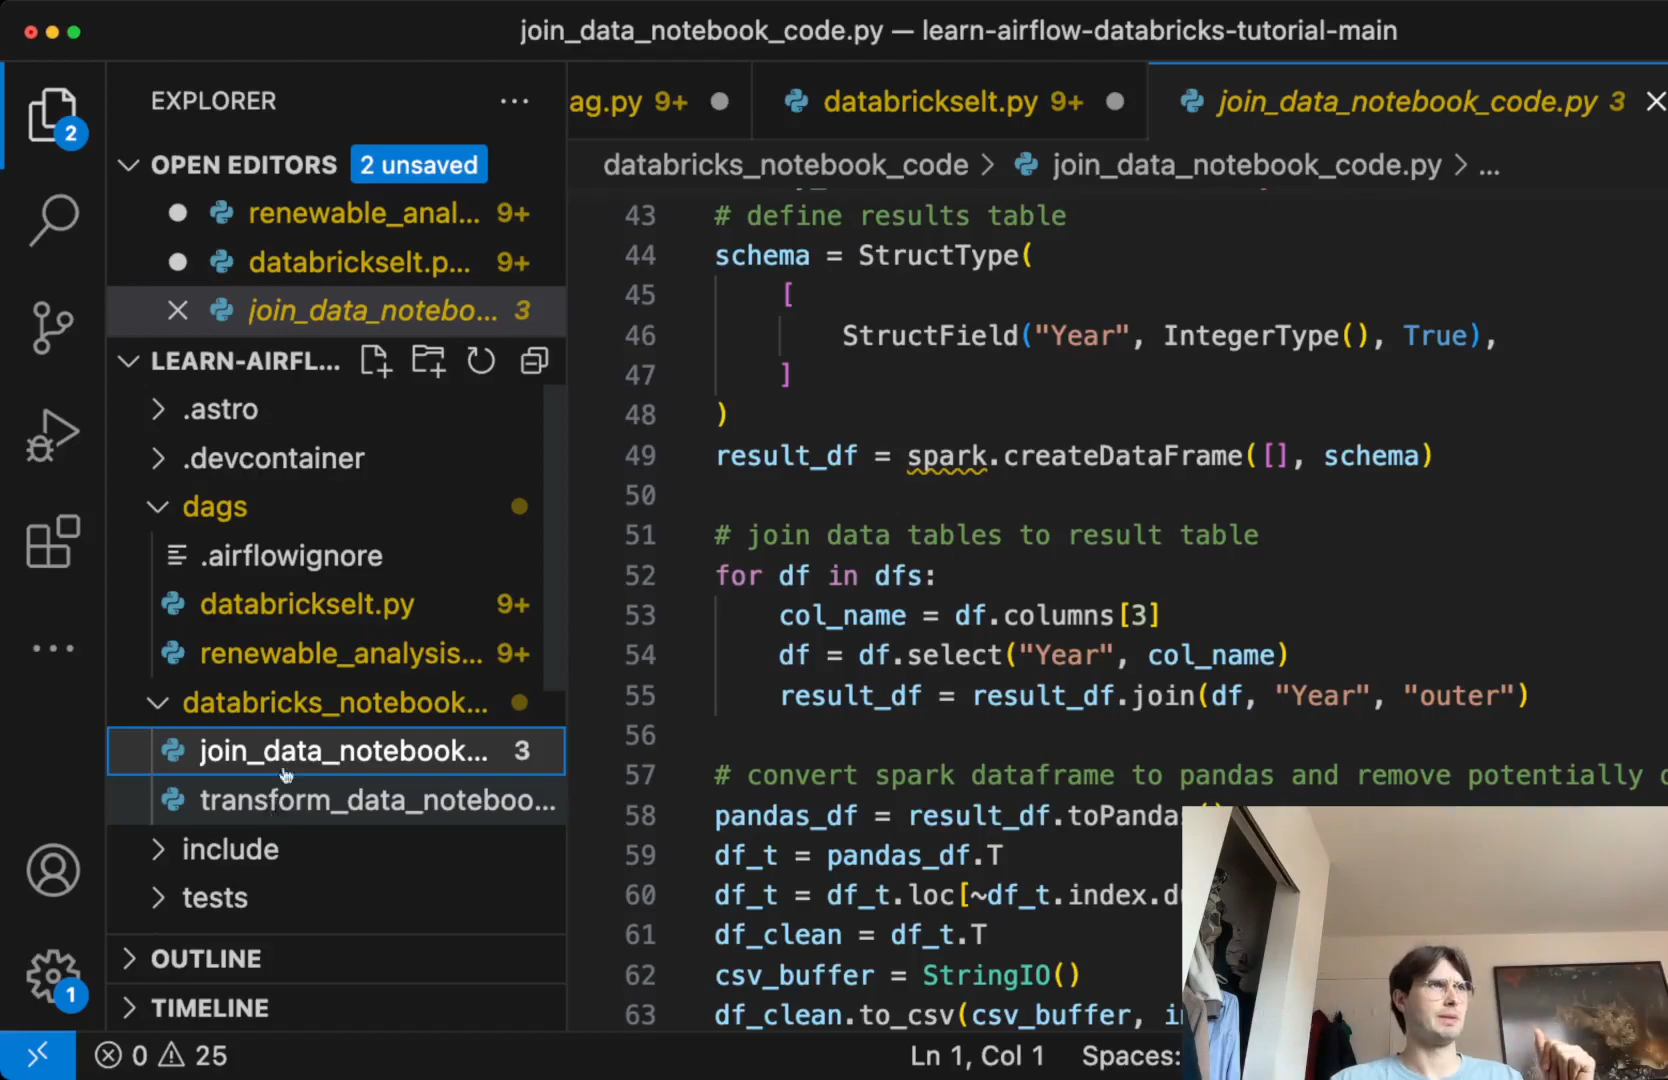 join_data_notebook_code.py — learn-airflow-databricks-tutorial-main
2
EXPLORER
...
OPEN EDITORS
2 unsaved
renewable_anal... 9+
databrickselt.p... 9+
join_data_notebo... 3
LEARN-AIRFL...
.astro
.devcontainer
dags
.airflowignore
databrickselt.py 9+
renewable_analysis... 9+
databricks_notebook...
join_data_notebook... 3
transform_data_noteboo...
include
tests
OUTLINE
TIMELINE
1
ag.py 9+
databrickselt.py 9+
join_data_notebook_code.py 3
databricks_notebook_code > join_data_notebook_code.py > ...
43 # define results table
44 schema = StructType(
45 [
46 StructField("Year", IntegerType(), True),
47 ]
48 )
49 result_df = spark.createDataFrame([], schema)
50
51 # join data tables to result table
52 for df in dfs:
53 col_name = df.columns[3]
54 df = df.select("Year", col_name)
55 result_df = result_df.join(df, "Year", "outer")
56
57 # convert spark dataframe to pandas and remove potentially
58 pandas_df = result_df.toPandas()
59 df_t = pandas_df.T
60 df_t = df_t.loc[~df_t.index.du
61 df_clean = df_t.T
62 csv_buffer = StringIO()
63 df_clean.to_csv(csv_buffer, i
0 25
Ln 1, Col 1 Spaces: